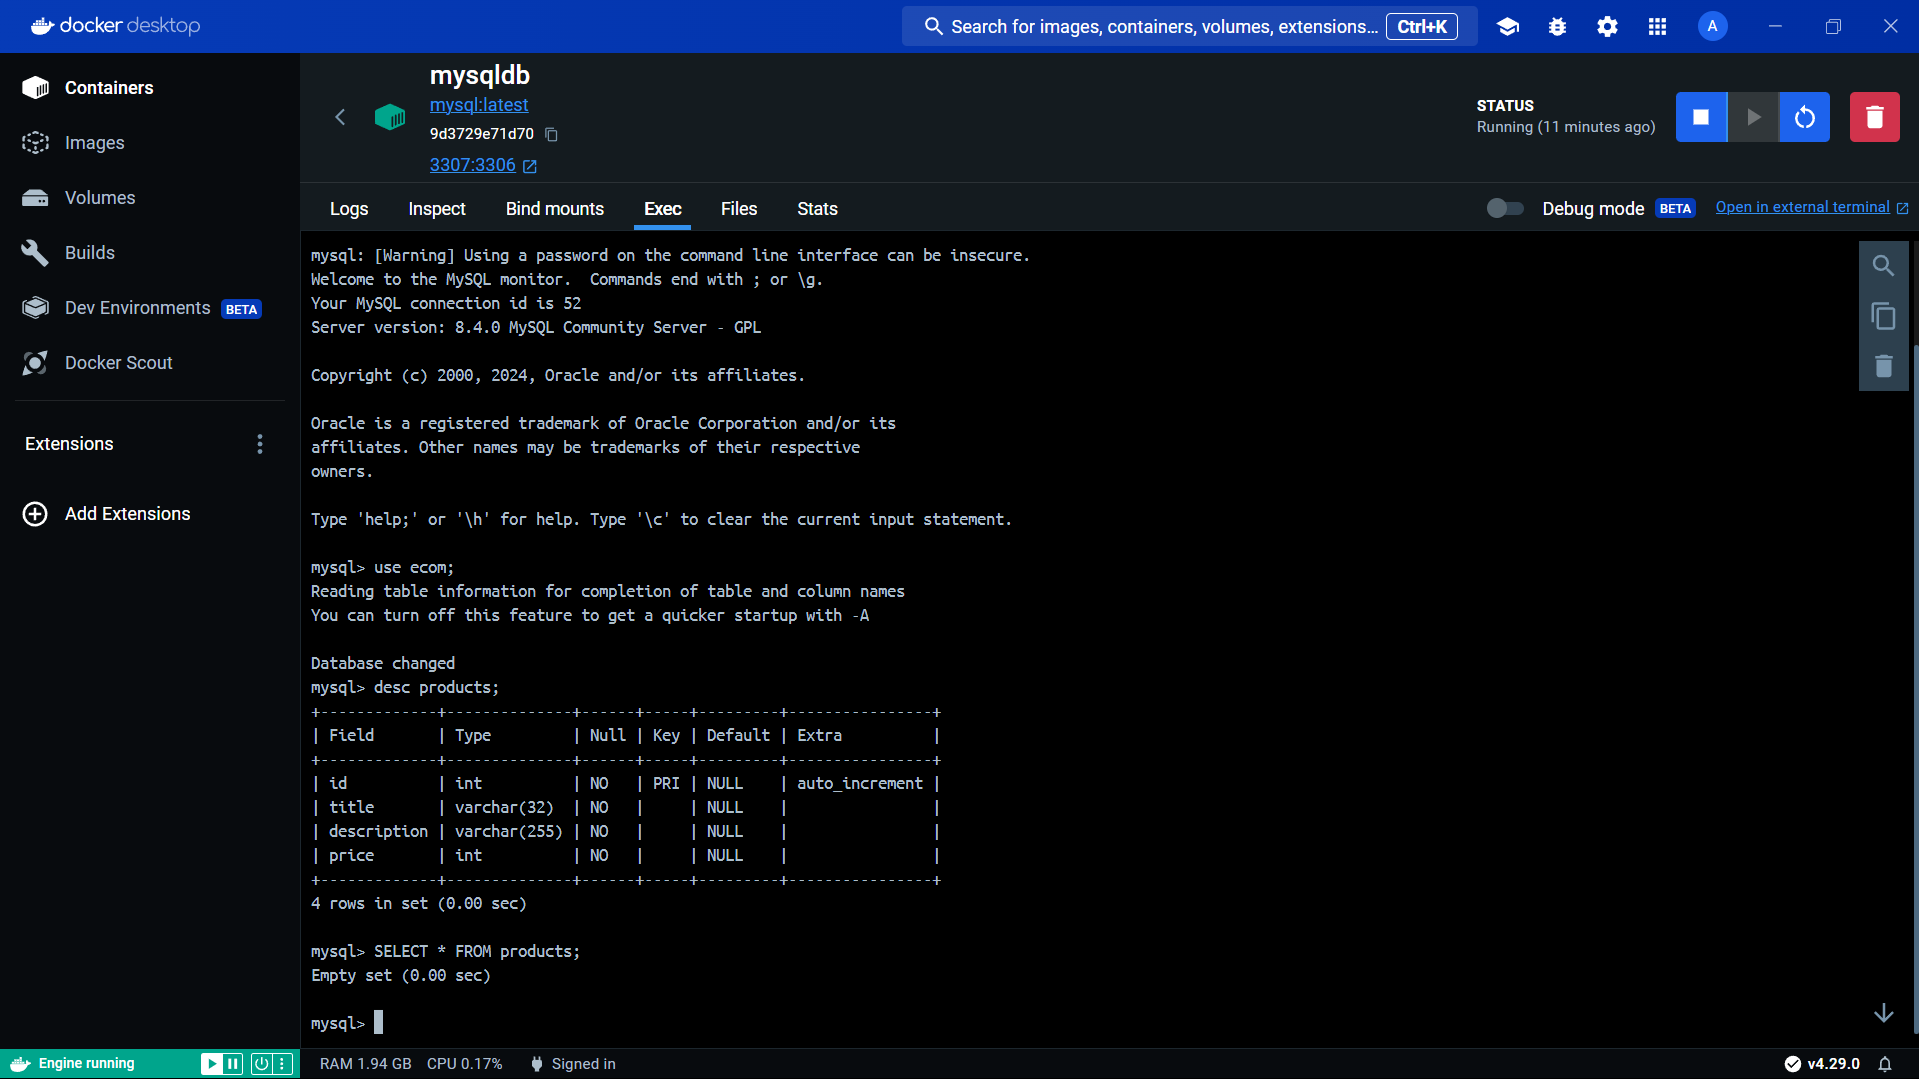 docker desktop
Search for images, containers, volumes, extensions... Ctrl+K
A
Containers
Images
Volumes
Builds
Dev Environments BETA
Docker Scout
Extensions
Add Extensions
mysqldb
mysql:latest
9d3729e71d70
3307:3306
STATUS
Running (11 minutes ago)
Logs Inspect Bind mounts Exec Files Stats
Debug mode BETA Open in external terminal
mysql: [Warning] Using a password on the command line interface can be insecure.
Welcome to the MySQL monitor.  Commands end with ; or \g.
Your MySQL connection id is 52
Server version: 8.4.0 MySQL Community Server - GPL
Copyright (c) 2000, 2024, Oracle and/or its affiliates.
Oracle is a registered trademark of Oracle Corporation and/or its
affiliates. Other names may be trademarks of their respective
owners.
Type 'help;' or '\h' for help. Type '\c' to clear the current input statement.
mysql> use ecom;
Reading table information for completion of table and column names
You can turn off this feature to get a quicker startup with -A
Database changed
mysql> desc products;
+-------------+--------------+------+-----+---------+----------------+
| Field       | Type         | Null | Key | Default | Extra          |
+-------------+--------------+------+-----+---------+----------------+
| id          | int          | NO   | PRI | NULL    | auto_increment |
| title       | varchar(32)  | NO   |     | NULL    |                |
| description | varchar(255) | NO   |     | NULL    |                |
| price       | int          | NO   |     | NULL    |                |
+-------------+--------------+------+-----+---------+----------------+
4 rows in set (0.00 sec)
mysql> SELECT * FROM products;
Empty set (0.00 sec)
mysql>
Engine running
RAM 1.94 GB CPU 0.17% Signed in
v4.29.0